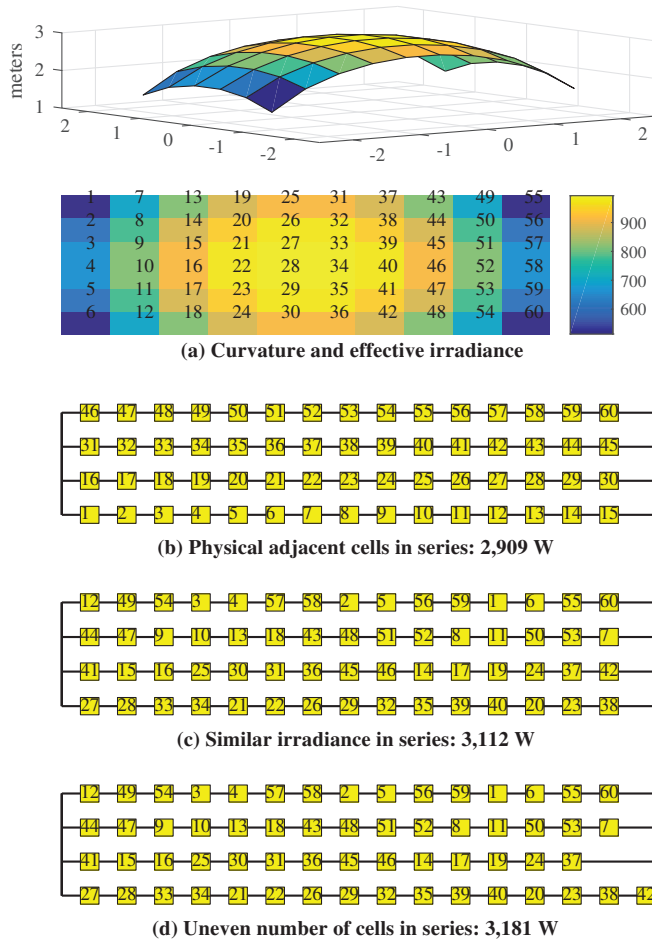 3
2
1
meters
2
1
0
-1
-2
-2
-1
0
1
2
1 7 13 19 25 31 37 43 49 55
2 8 14 20 26 32 38 44 50 56
3 9 15 21 27 33 39 45 51 57
4 10 16 22 28 34 40 46 52 58
5 11 17 23 29 35 41 47 53 59
6 12 18 24 30 36 42 48 54 60
900
800
700
600
(a) Curvature and effective irradiance
46 47 48 49 50 51 52 53 54 55 56 57 58 59 60
31 32 33 34 35 36 37 38 39 40 41 42 43 44 45
16 17 18 19 20 21 22 23 24 25 26 27 28 29 30
1 2 3 4 5 6 7 8 9 10 11 12 13 14 15
(b) Physical adjacent cells in series: 2,909 W
12 49 54 3 4 57 58 2 5 56 59 1 6 55 60
44 47 9 10 13 18 43 48 51 52 8 11 50 53 7
41 15 16 25 30 31 36 45 46 14 17 19 24 37 42
27 28 33 34 21 22 26 29 32 35 39 40 20 23 38
(c) Similar irradiance in series: 3,112 W
12 49 54 3 4 57 58 2 5 56 59 1 6 55 60
44 47 9 10 13 18 43 48 51 52 8 11 50 53 7
41 15 16 25 30 31 36 45 46 14 17 19 24 37
27 28 33 34 21 22 26 29 32 35 39 40 20 23 38 42
(d) Uneven number of cells in series: 3,181 W